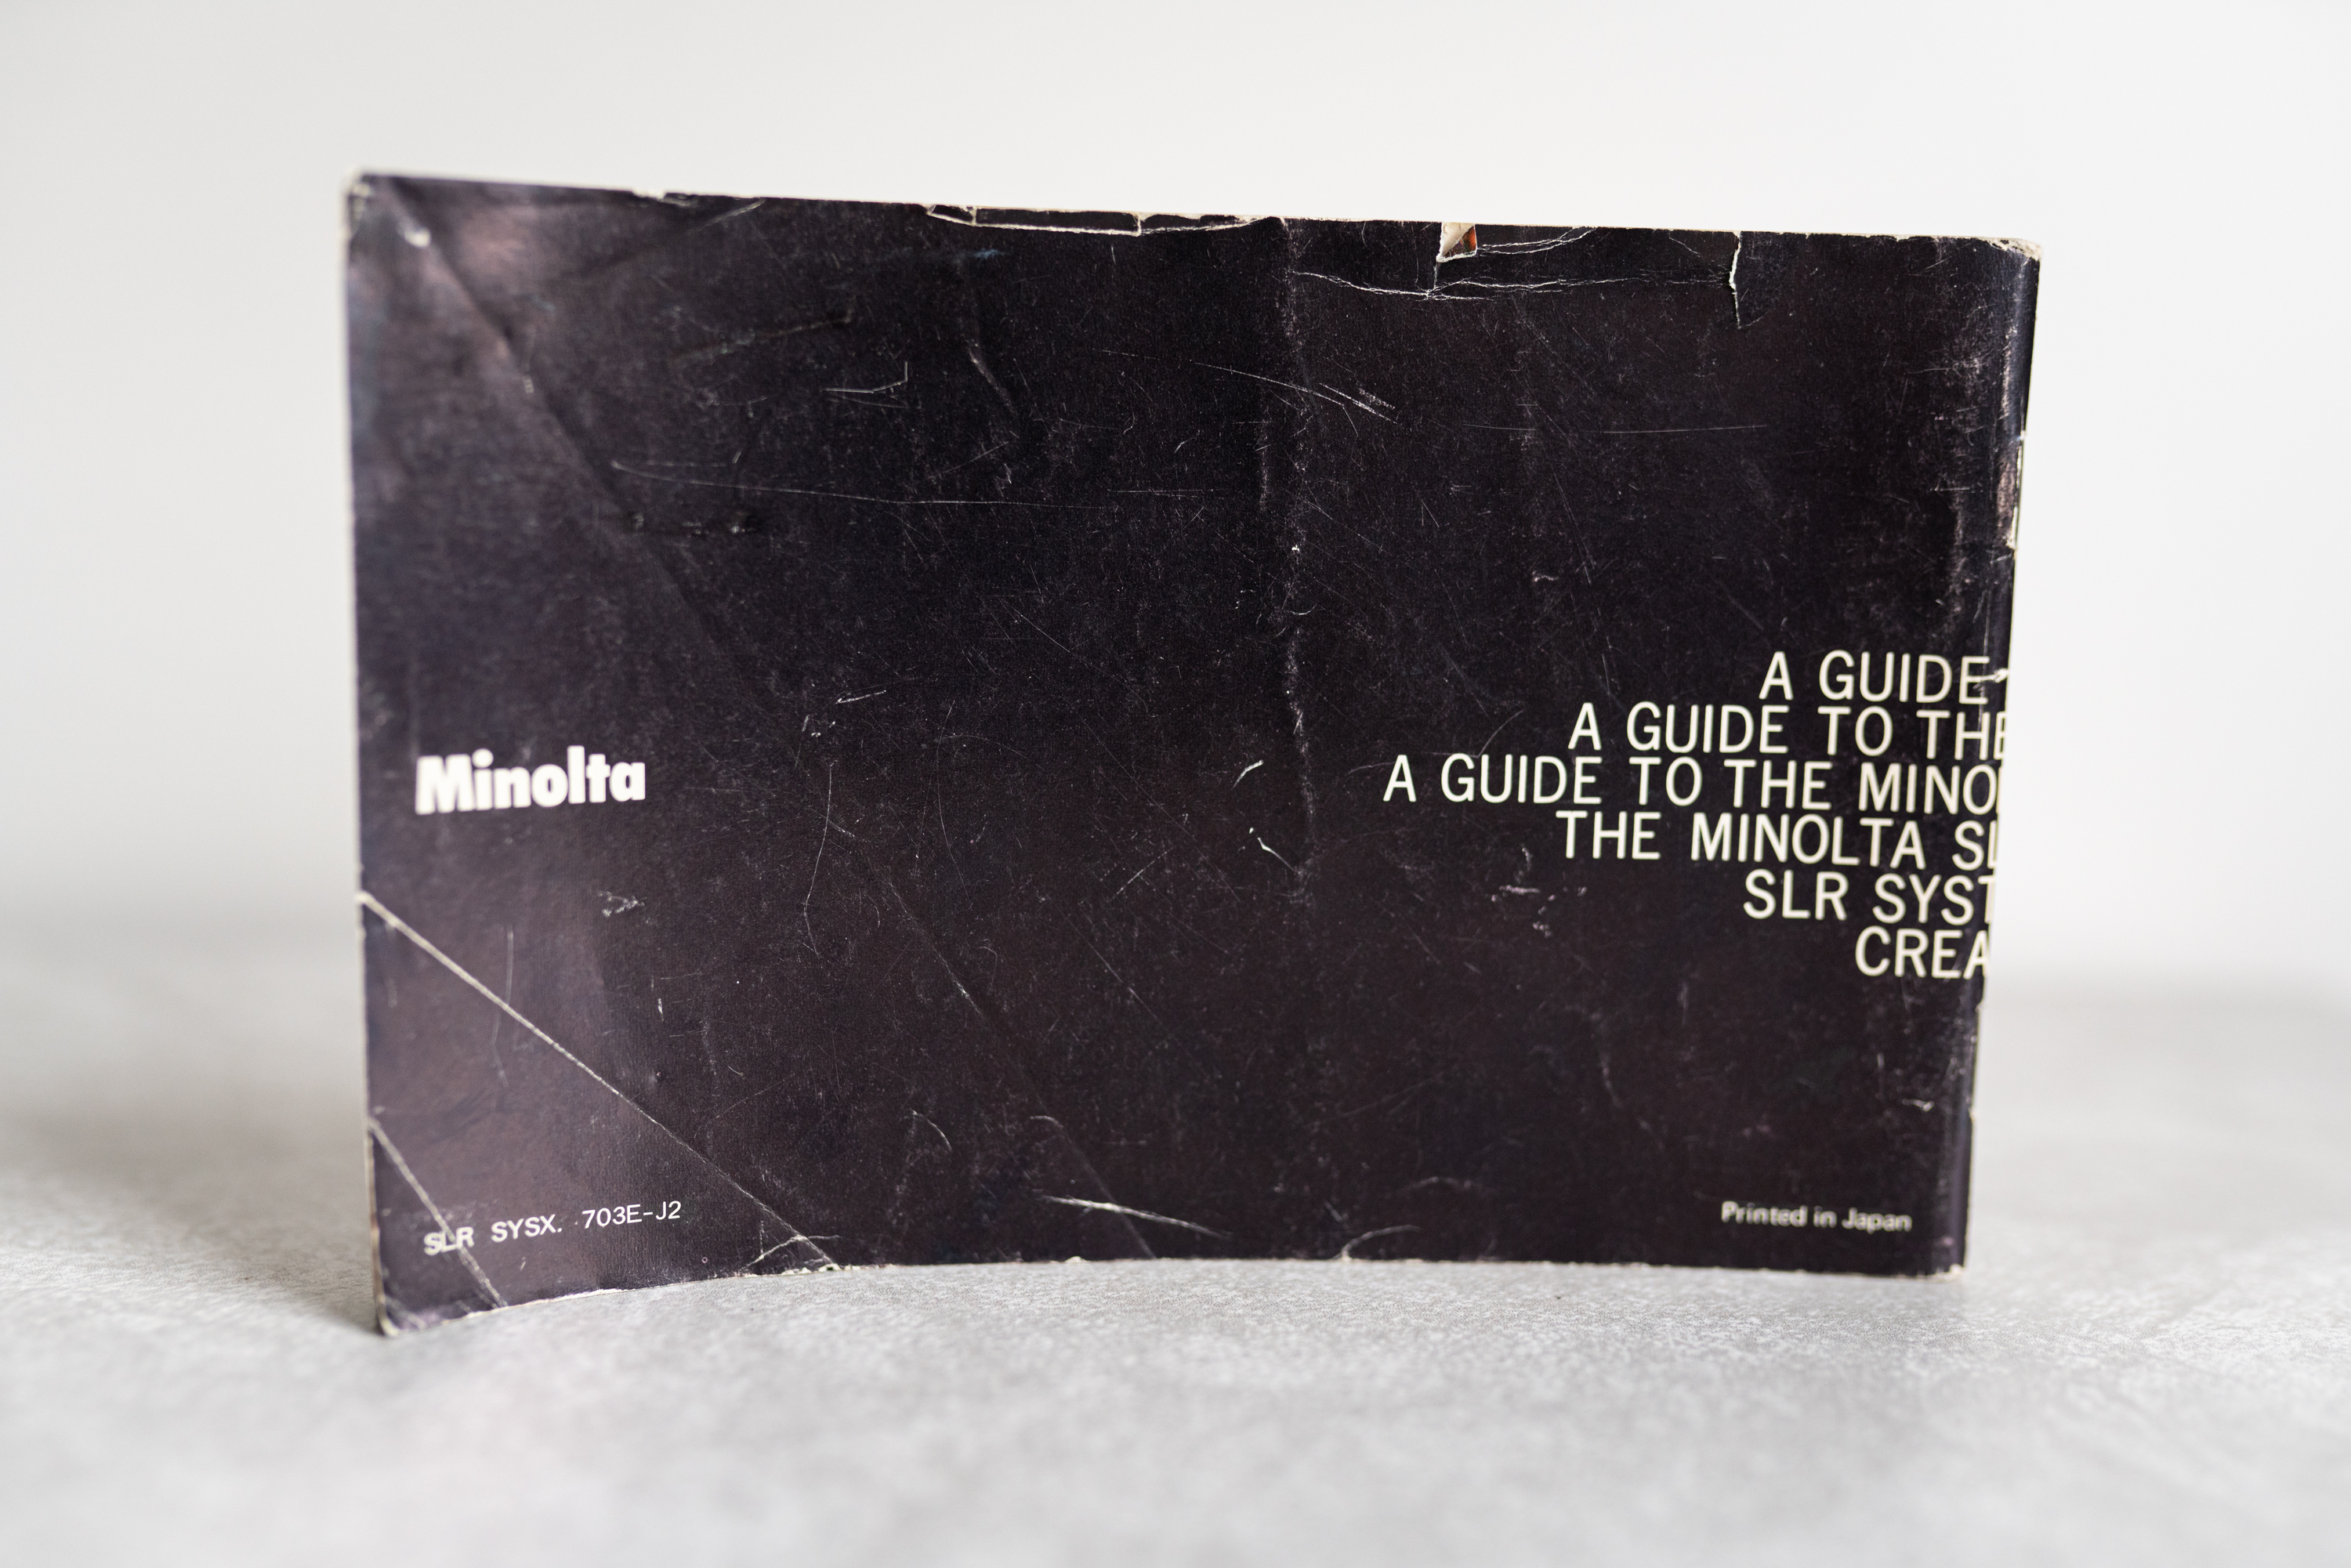 Minolta
A GUIDE
A GUIDE TO THE
A GUIDE TO THE MINO
THE MINOLTA SL
SLR SYST
CREA
SLR SYSX. 703E-J2
Printed in Japan